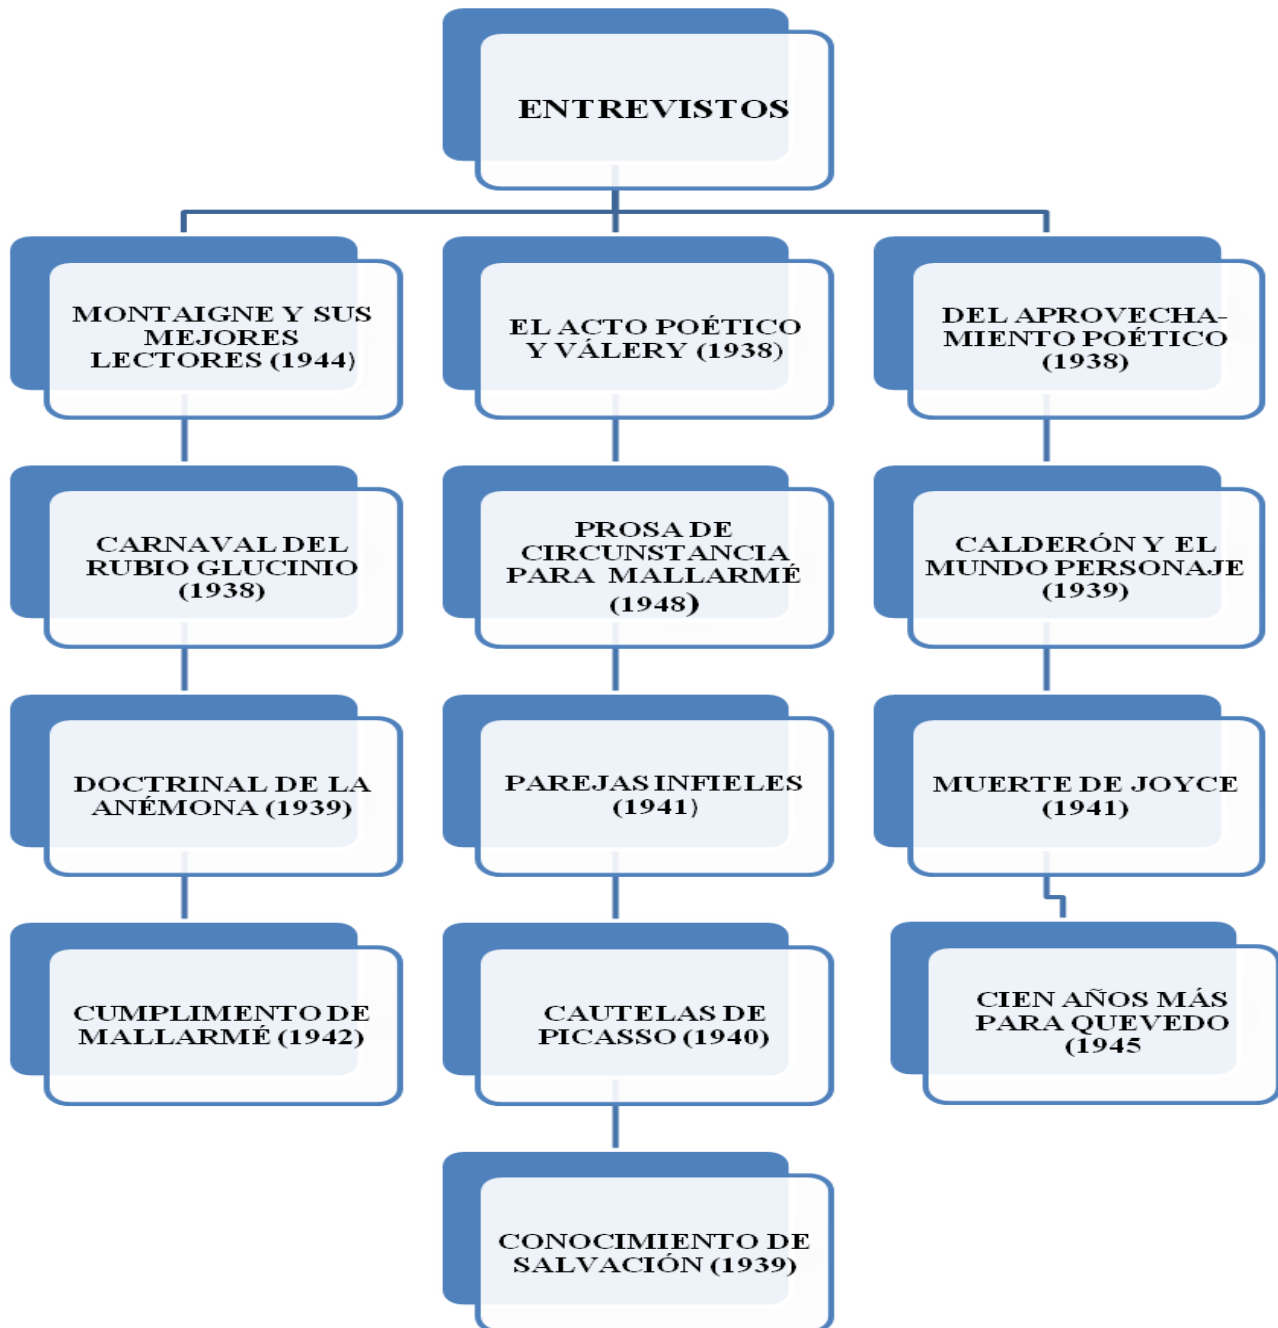 ENTREVISTOS
MONTAIGNE Y SUS
MEJORES
LECTORES (1944)
EL ACTO POÉTICO
Y VÁLERY (1938)
DEL APROVECHA-
MIENTO POÉTICO
(1938)
CARNAVAL DEL
RUBIO GLUCINIO
(1938)
PROSA DE
CIRCUNSTANCIA
PARA MALLARMÉ
(1948)
CALDERÓN Y EL
MUNDO PERSONAJE
(1939)
DOCTRINAL DE LA
ANÉMONA (1939)
PAREJAS INFIELES
(1941)
MUERTE DE JOYCE
(1941)
CUMPLIMENTO DE
MALLARMÉ (1942)
CAUTELAS DE
PICASSO (1940)
CIEN AÑOS MÁS
PARA QUEVEDO
(1945
CONOCIMIENTO DE
SALVACIÓN (1939)